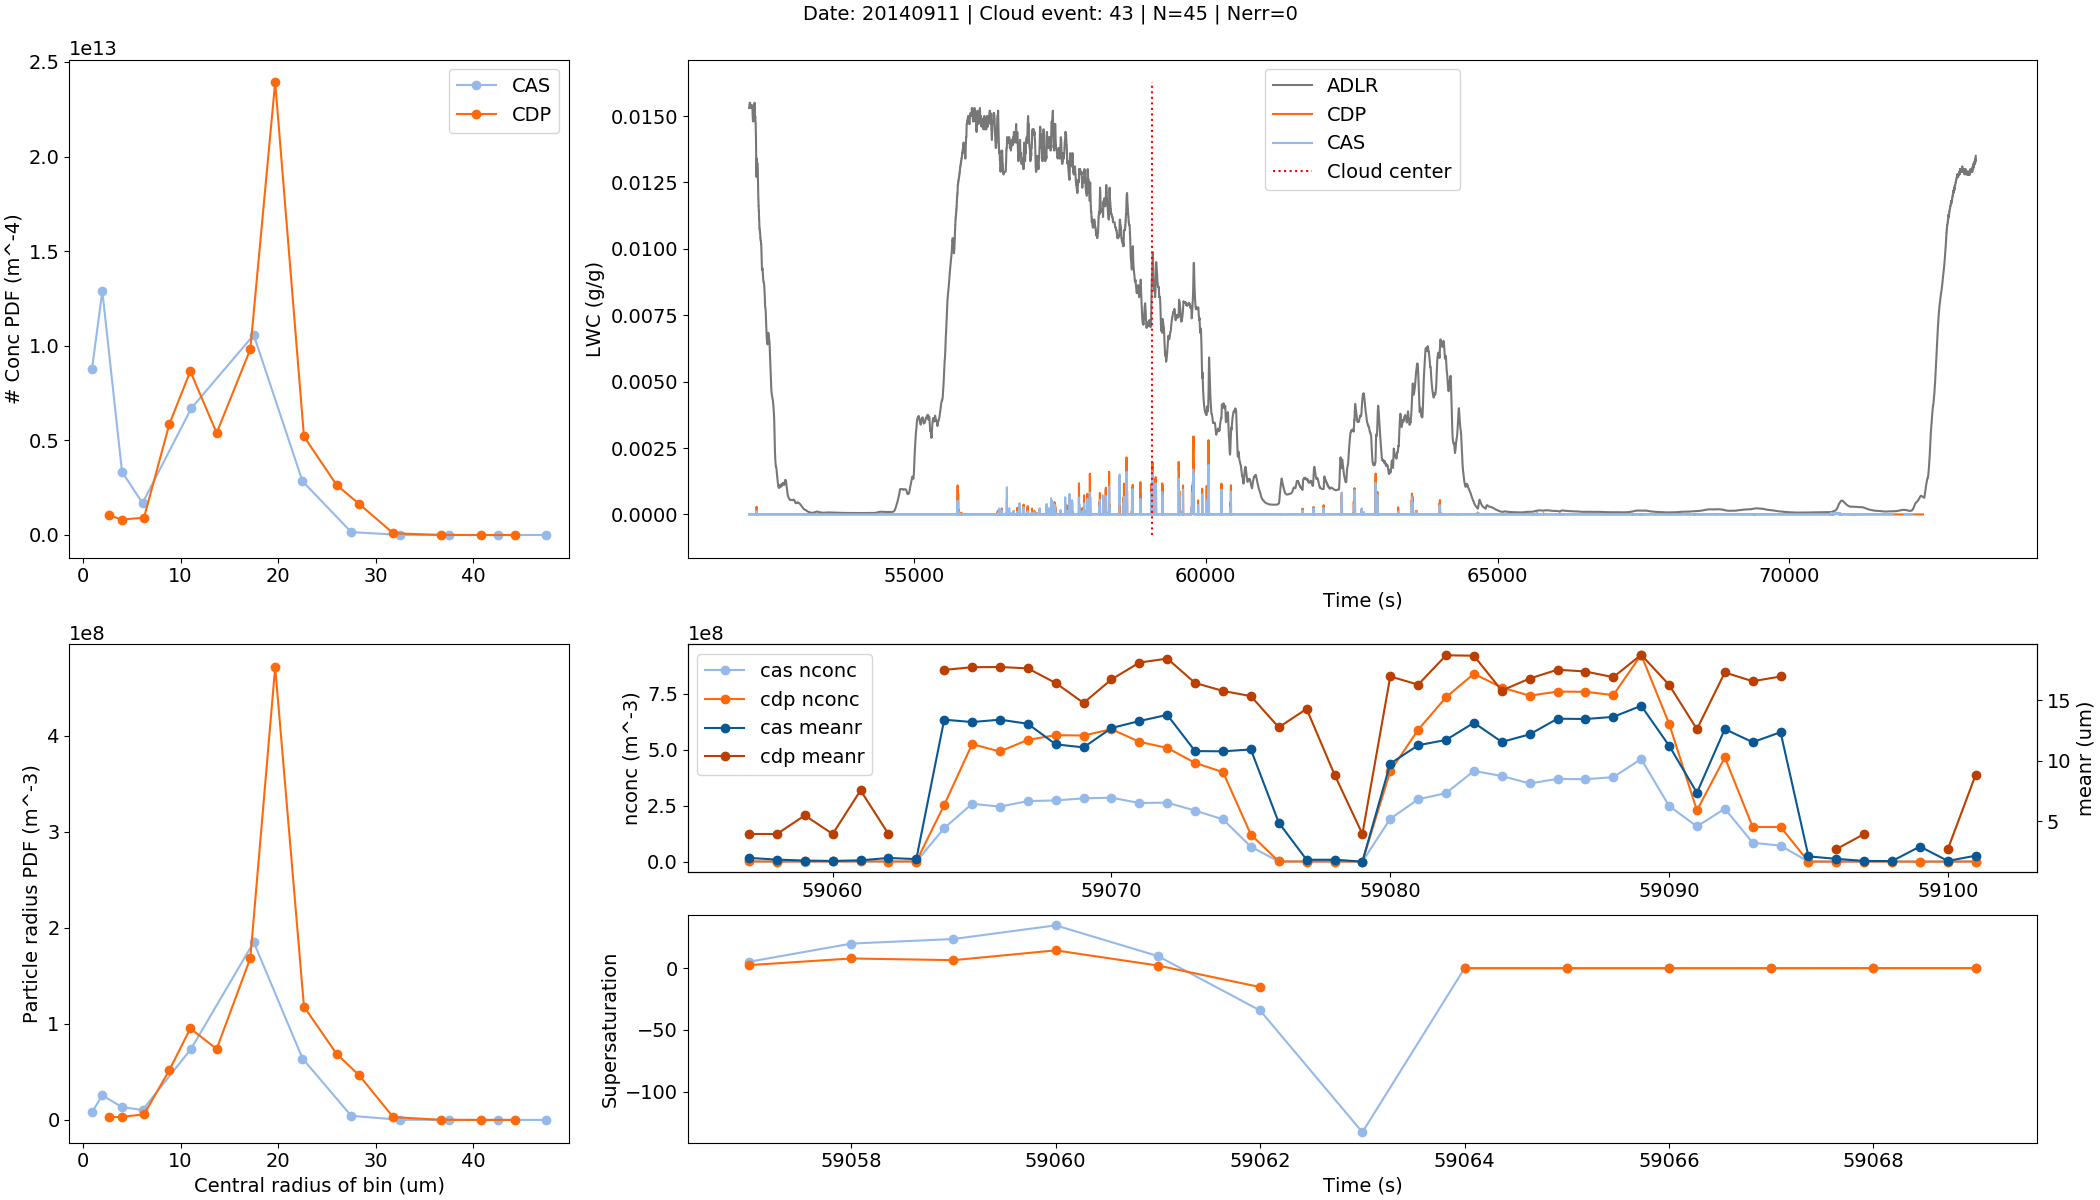 Date: 20140911 | Cloud event: 43 | N=45 | Nerr=0
1e13
2.5
2.0
1.5
1.0
0.5
0.0
# Conc PDF (m^-4)
0 10 20 30 40
CAS
CDP
0.0150
0.0125
0.0100
0.0075
0.0050
0.0025
0.0000
LWC (g/g)
ADLR
CDP
CAS
Cloud center
55000 60000 65000 70000
Time (s)
1e8
4
3
2
1
0
Particle radius PDF (m^-3)
0 10 20 30 40
Central radius of bin (um)
1e8
7.5
5.0
2.5
0.0
nconc (m^-3)
cas nconc
cdp nconc
cas meanr
cdp meanr
15
10
5
meanr (um)
59060 59070 59080 59090 59100
0
−50
−100
Supersaturation
59058 59060 59062 59064 59066 59068
Time (s)